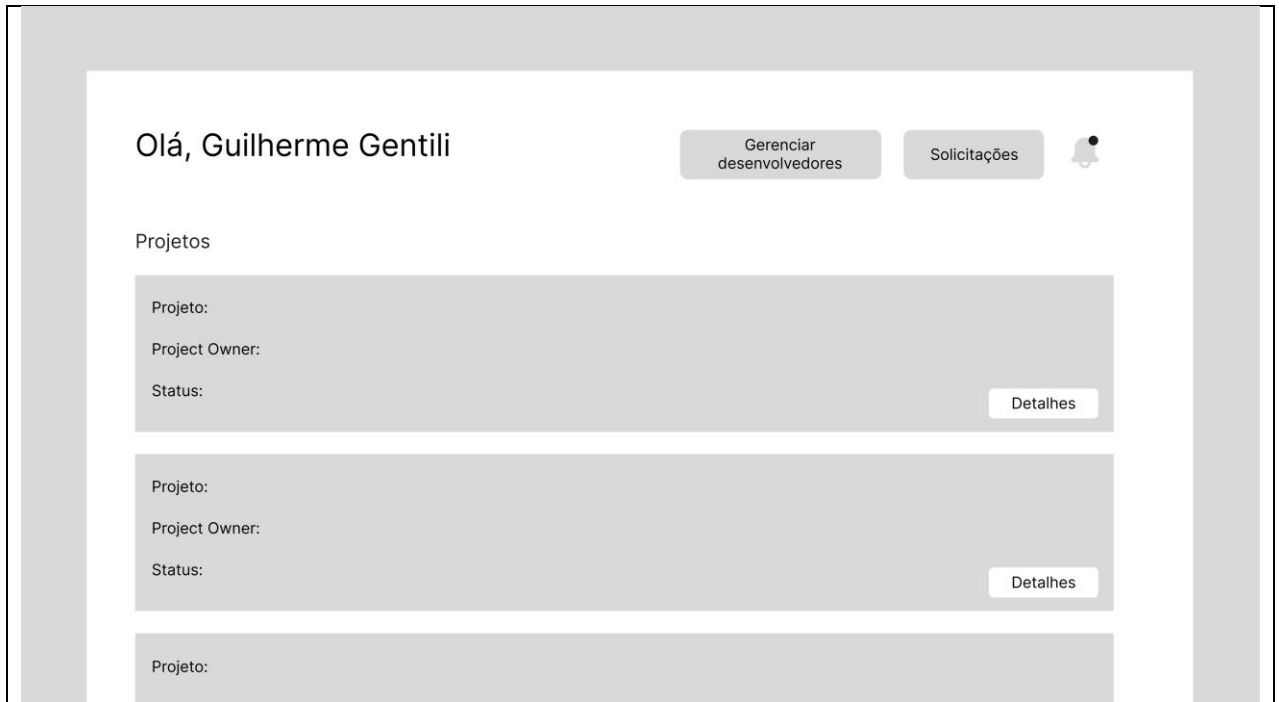 Olá, Guilherme Gentili
Gerenciar
desenvolvedores
Solicitações
Projetos
Projeto:
Project Owner:
Status:
Detalhes
Projeto:
Project Owner:
Status:
Detalhes
Projeto: